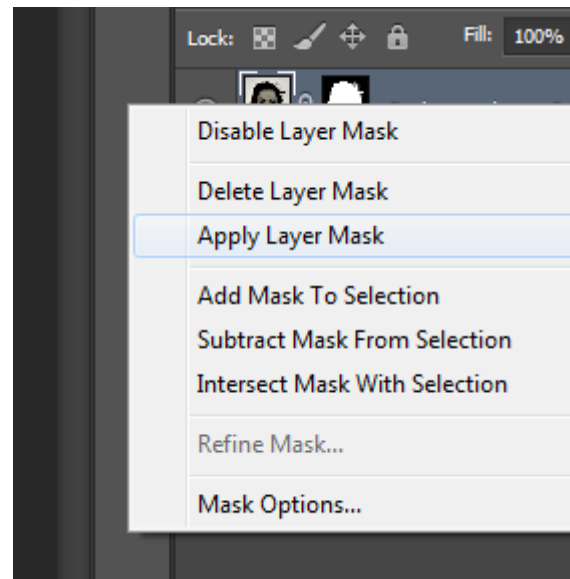 Lock: Fill: 100%
Disable Layer Mask
Delete Layer Mask
Apply Layer Mask
Add Mask To Selection
Subtract Mask From Selection
Intersect Mask With Selection
Refine Mask...
Mask Options...